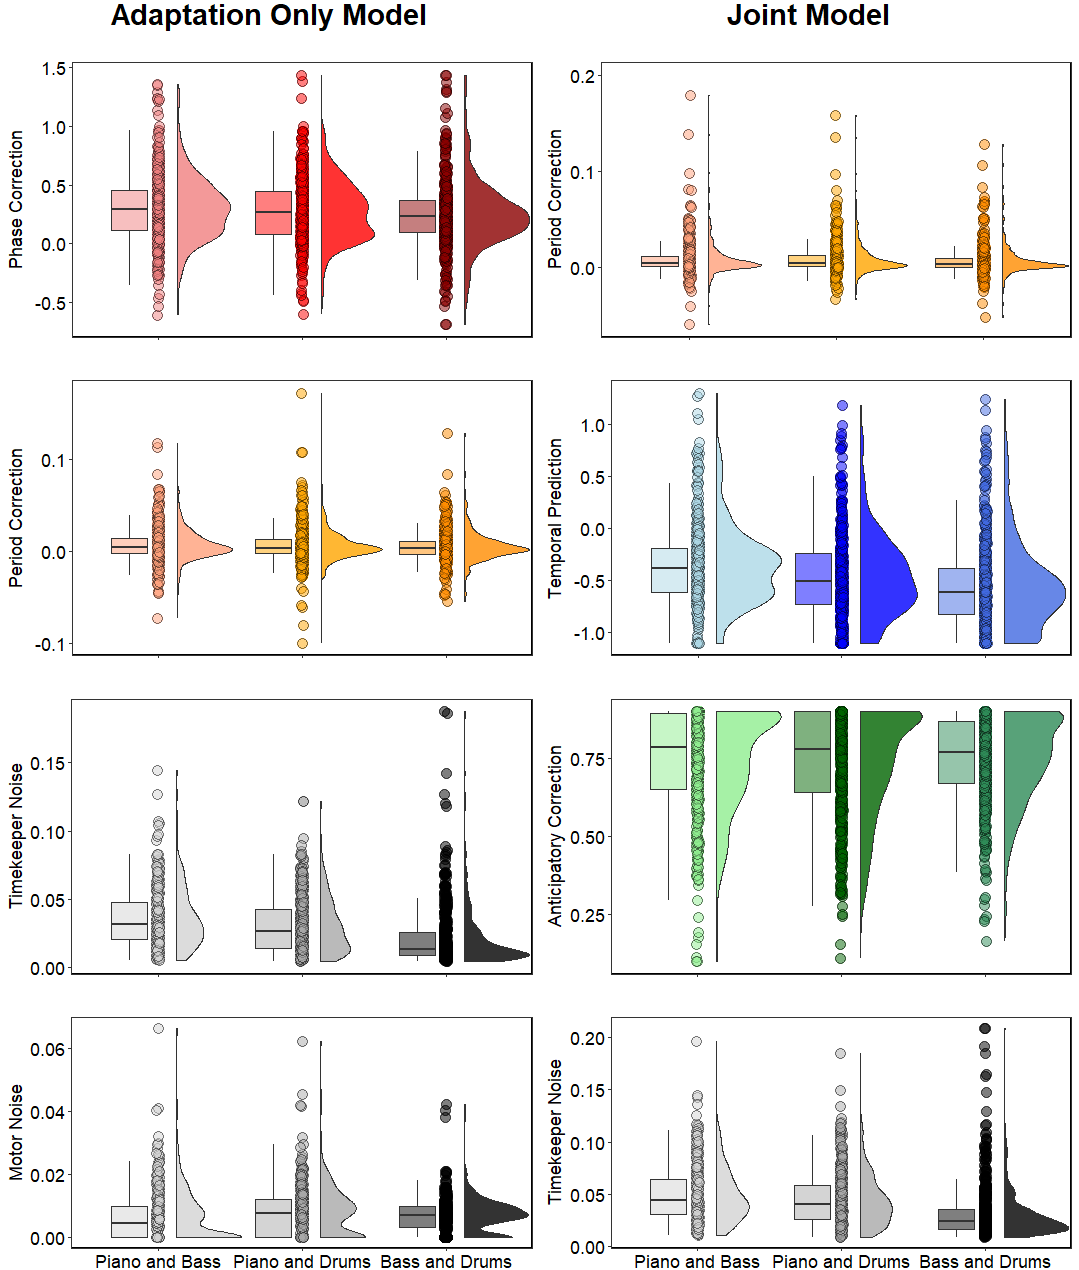 Adaptation Only Model
Joint Model
Phase Correction
1.5
1.0
0.5
0.0
-0.5
Period Correction
0.2
0.1
0.0
Period Correction
0.1
0.0
-0.1
Temporal Prediction
1.0
0.5
0.0
-0.5
-1.0
Timekeeper Noise
0.15
0.10
0.05
0.00
Anticipatory Correction
0.75
0.50
0.25
Motor Noise
0.06
0.04
0.02
0.00
Timekeeper Noise
0.20
0.15
0.10
0.05
0.00
Piano and Bass Piano and Drums Bass and Drums
Piano and Bass Piano and Drums Bass and Drums